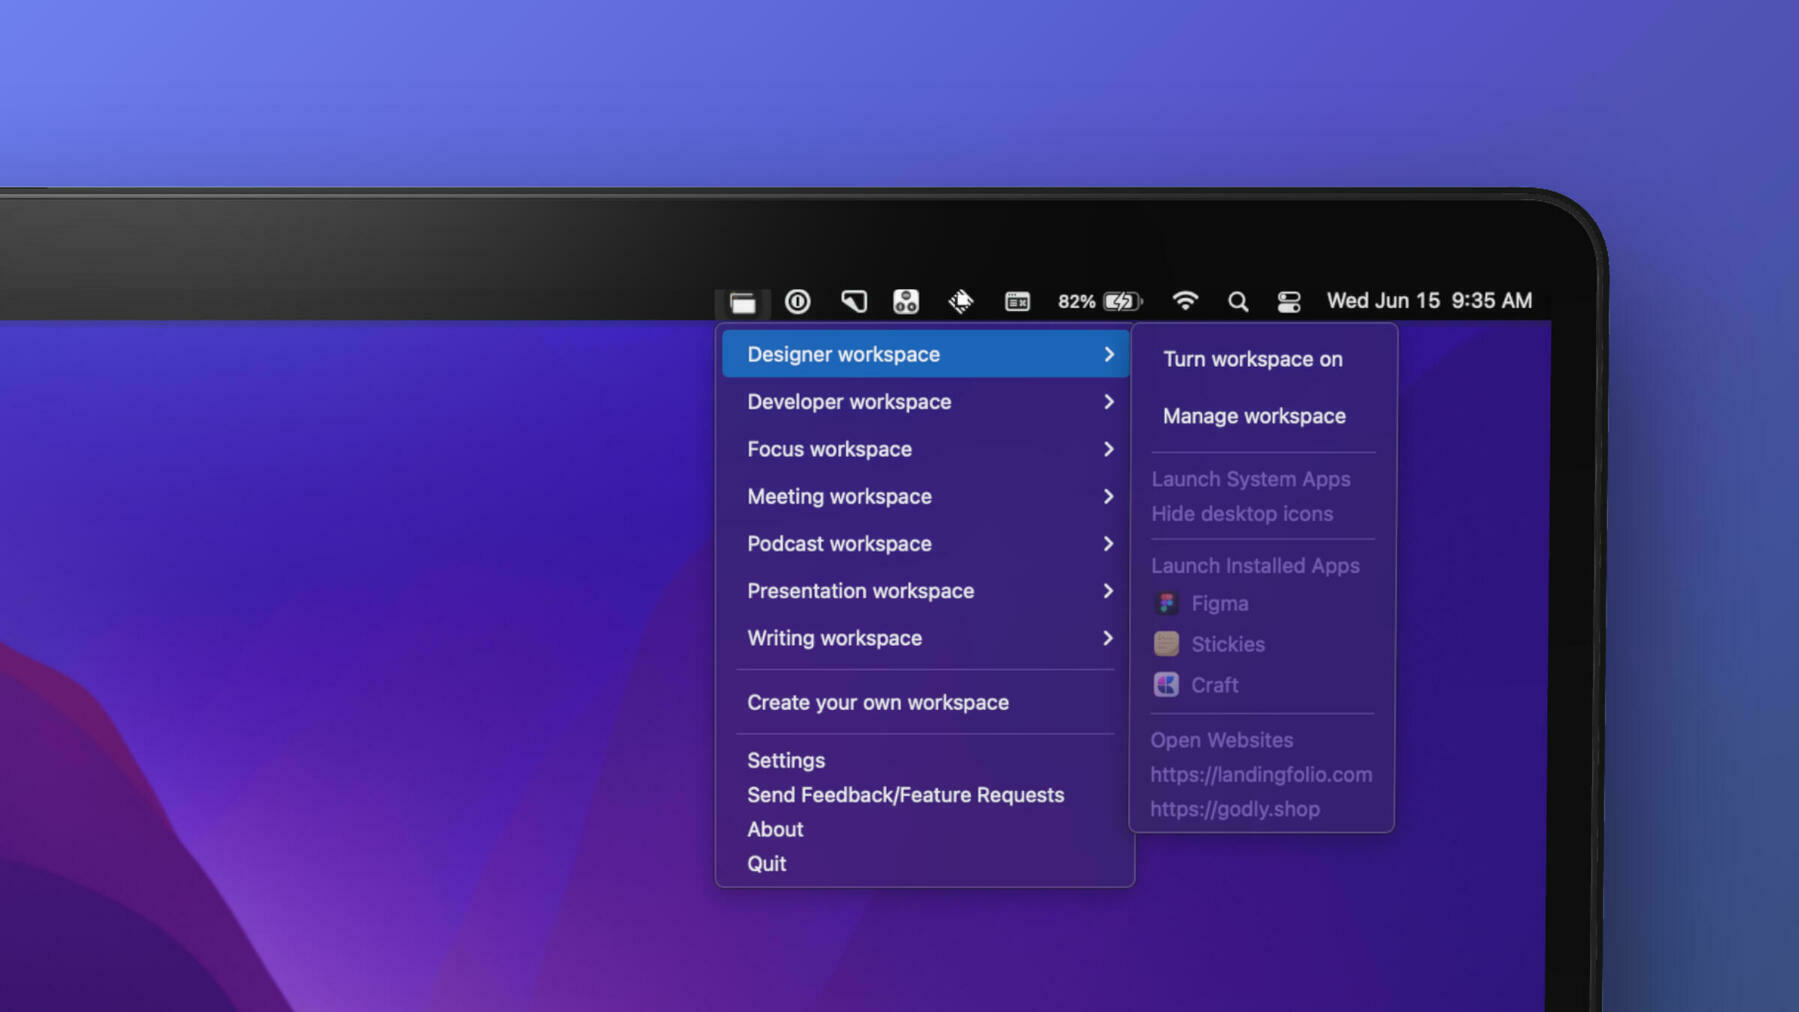 82%
Wed Jun 15 9:35 AM
Designer workspace
Developer workspace
Focus workspace
Meeting workspace
Podcast workspace
Presentation workspace
Writing workspace
Create your own workspace
Settings
Send Feedback/Feature Requests
About
Quit
Turn workspace on
Manage workspace
Launch System Apps
Hide desktop icons
Launch Installed Apps
Figma
Stickies
Craft
Open Websites
https://landingfolio.com
https://godly.shop